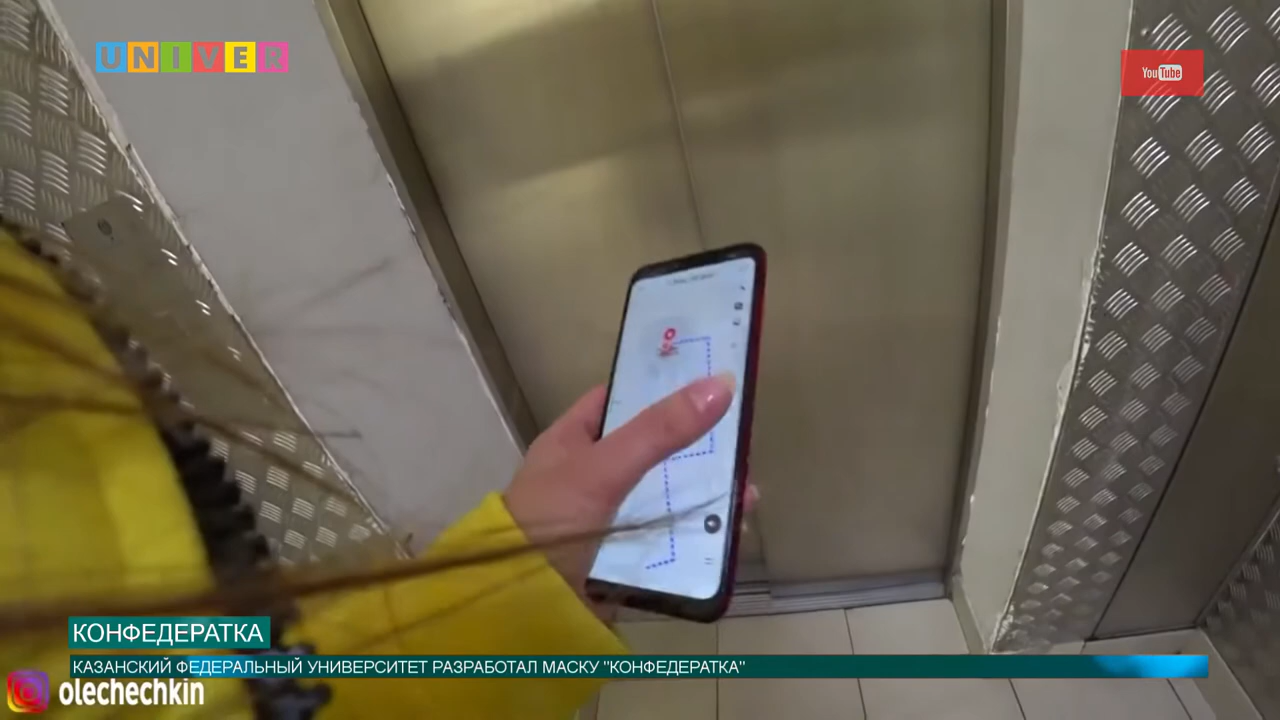 UNIVER
YouTube
КОНФЕДЕРАТКА
КАЗАНСКИЙ ФЕДЕРАЛЬНЫЙ УНИВЕРСИТЕТ РАЗРАБОТАЛ МАСКУ "КОНФЕДЕРАТКА"
olechechkin